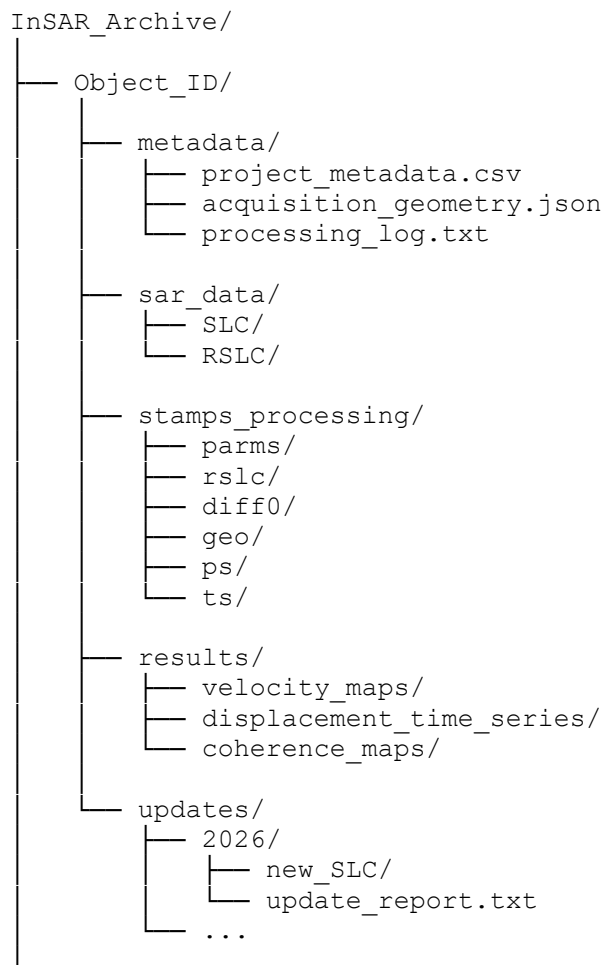 InSAR_Archive/
│
├── Object_ID/
│   │
│   ├── metadata/
│   │   ├── project_metadata.csv
│   │   ├── acquisition_geometry.json
│   │   └── processing_log.txt
│   │
│   ├── sar_data/
│   │   ├── SLC/
│   │   └── RSLC/
│   │
│   ├── stamps_processing/
│   │   ├── parms/
│   │   ├── rslc/
│   │   ├── diff0/
│   │   ├── geo/
│   │   ├── ps/
│   │   └── ts/
│   │
│   ├── results/
│   │   ├── velocity_maps/
│   │   ├── displacement_time_series/
│   │   └── coherence_maps/
│   │
│   └── updates/
│       ├── 2026/
│       │   ├── new_SLC/
│       │   └── update_report.txt
│       └── ...
│